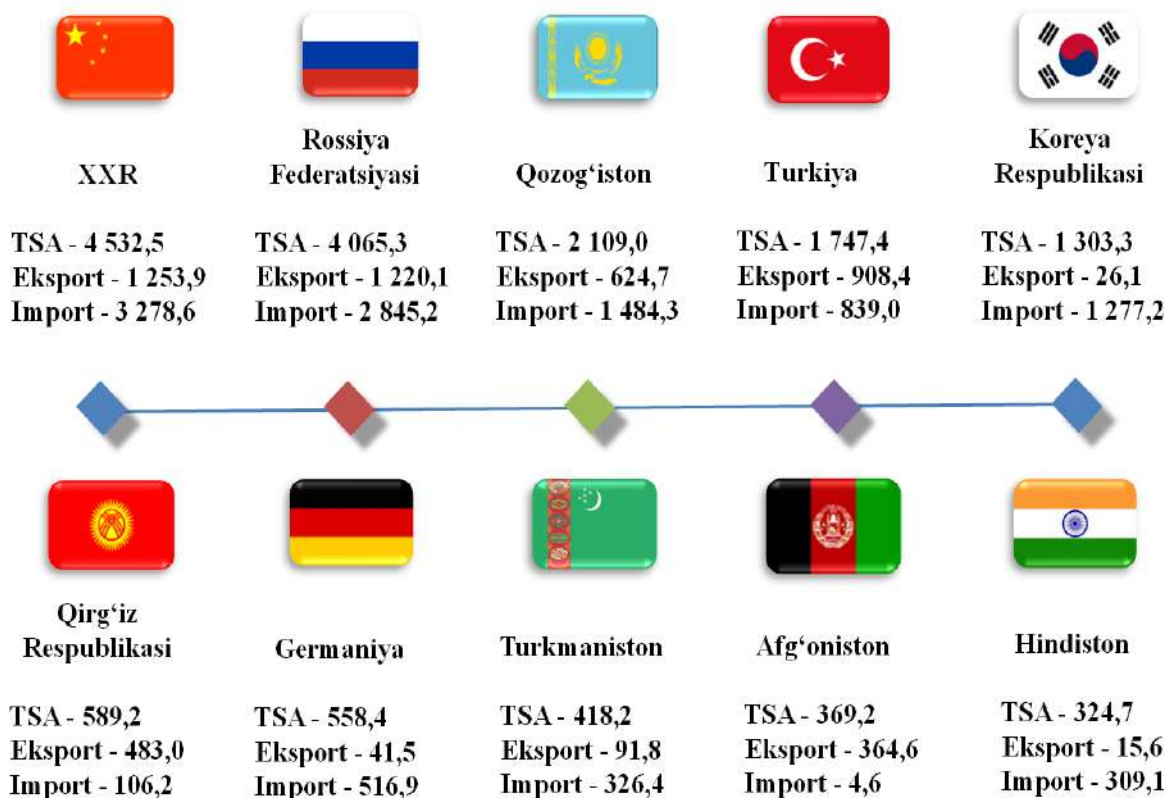 XXR
TSA - 4 532,5
Eksport - 1 253,9
Import - 3 278,6
Rossiya
Federatsiyasi
TSA - 4 065,3
Eksport - 1 220,1
Import - 2 845,2
Qozog‘iston
TSA - 2 109,0
Eksport - 624,7
Import - 1 484,3
Turkiya
TSA - 1 747,4
Eksport - 908,4
Import - 839,0
Koreya
Respublikasi
TSA - 1 303,3
Eksport - 26,1
Import - 1 277,2
Qirg‘iz
Respublikasi
TSA - 589,2
Eksport - 483,0
Import - 106,2
Germaniya
TSA - 558,4
Eksport - 41,5
Import - 516,9
Turkmaniston
TSA - 418,2
Eksport - 91,8
Import - 326,4
Afg‘oniston
TSA - 369,2
Eksport - 364,6
Import - 4,6
Hindiston
TSA - 324,7
Eksport - 15,6
Import - 309,1